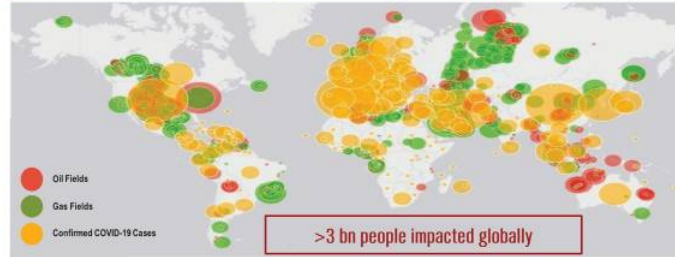 Oil Fields
Gas Fields
Confirmed COVID-19 Cases
>3 bn people impacted globally